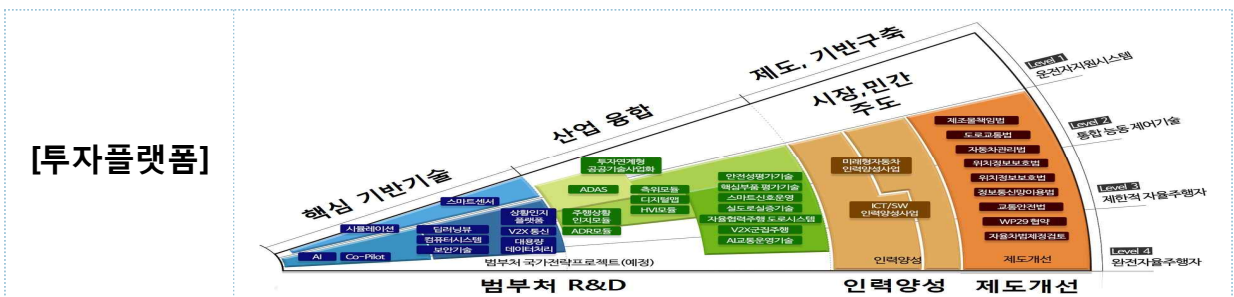 [투자플랫폼]
핵심 기반기술
산업 융합
제도, 기반구축
시장,민간
주도
Level 1
운전자지원시스템
Level 2
통합 능동 제어기술
Level 3
제한적 자율주행자
Level 4
완전자율주행자
AI
Co-Pilot
시뮬레이션
스마트센서
딥러닝뷰
컴퓨터시스템
보안기술
상황인지
플랫폼
V2X 통신
대용량
데이터처리
투자연계형
공공기술사업화
ADAS
주행상황
인지모듈
ADR모듈
측위모듈
디지털맵
HVI모듈
안전성평가기술
핵심부품 평가기술
스마트신호운영
실도로실증기술
자율협력주행 도로시스템
V2X군집주행
AI교통운영기술
미래형자동차
인력양성사업
ICT/SW
인력양성사업
인력양성
제조물책임법
도로교통법
자동차관리법
위치정보보호법
위치정보보호법
정보통신망이용법
교통안전법
WP29 협약
자율차법제정검토
제도개선
범부처 국가전략프로젝트(예정)
범부처 R&D
인력양성
제도개선